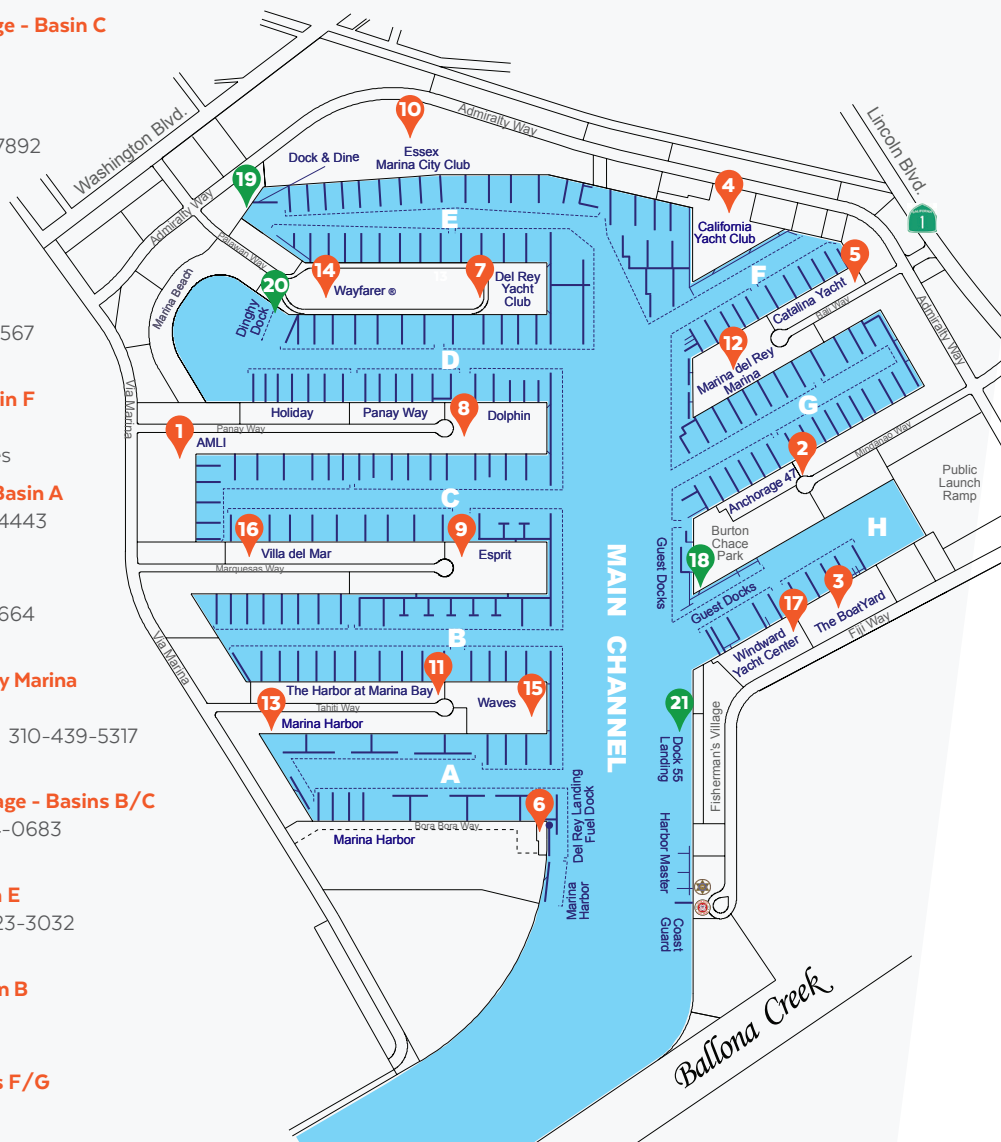 ge - Basin C
7892
567
in F
es
Basin A
4443
664
y Marina
310-439-5317
age - Basins B/C
-0683
n E
23-3032
n B
s F/G
Washington Blvd.
Admiralty Way
Lincoln Blvd.
1
10
Essex
Marina City Club
Dock & Dine
19
Admiralty Way
Palawan Way
E
4
California
Yacht Club
5
F
Catalina Yacht
Bali Way
Admiralty Way
14
Wayfarer ®
7
Del Rey
Yacht
Club
20
Dinghy
Dock
Marina Beach
12
Marina del Rey
Marina
G
D
Via Marina
Holiday
Panay Way
8
Dolphin
Panay Way
1
AMLI
2
Mindanao Way
Anchorage 47
Public
Launch
Ramp
C
16
Villa del Mar
9
Esprit
Marquesas Way
Burton
Chace
Park
Guest Docks
18
H
Guest Docks
3
The BoatYard
17
Windward
Yacht Center
Fiji Way
MAIN CHANNEL
Via Marina
B
11
The Harbor at Marina Bay
Tahiti Way
13
Marina Harbor
Waves
15
21
Dock 55
Landing
Fisherman's Village
A
6
Bora Bora Way
Marina Harbor
Del Rey Landing
Fuel Dock
Marina
Harbor
Harbor Master
Coast
Guard
Ballona Creek